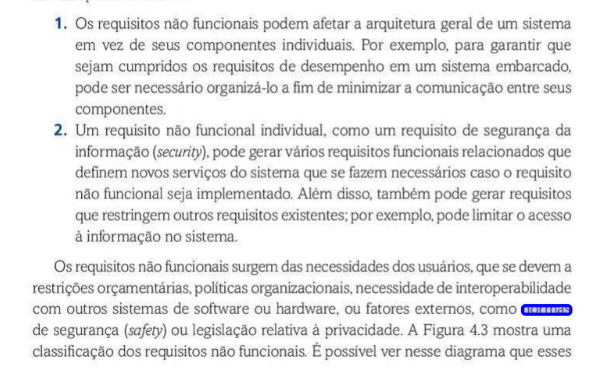 1. Os requisitos não funcionais podem afetar a arquitetura geral de um sistema
em vez de seus componentes individuais. Por exemplo, para garantir que
sejam cumpridos os requisitos de desempenho em um sistema embarcado,
pode ser necessário organizá-lo a fim de minimizar a comunicação entre seus
componentes.
2. Um requisito não funcional individual, como um requisito de segurança da
informação (security), pode gerar vários requisitos funcionais relacionados que
definem novos serviços do sistema que se fazem necessários caso o requisito
não funcional seja implementado. Além disso, também pode gerar requisitos
que restringem outros requisitos existentes; por exemplo, pode limitar o acesso
à informação no sistema.
Os requisitos não funcionais surgem das necessidades dos usuários, que se devem a
restrições orçamentárias, políticas organizacionais, necessidade de interoperabilidade
com outros sistemas de software ou hardware, ou fatores externos, como
de segurança (safety) ou legislação relativa à privacidade. A Figura 4.3 mostra uma
classificação dos requisitos não funcionais. É possível ver nesse diagrama que esses